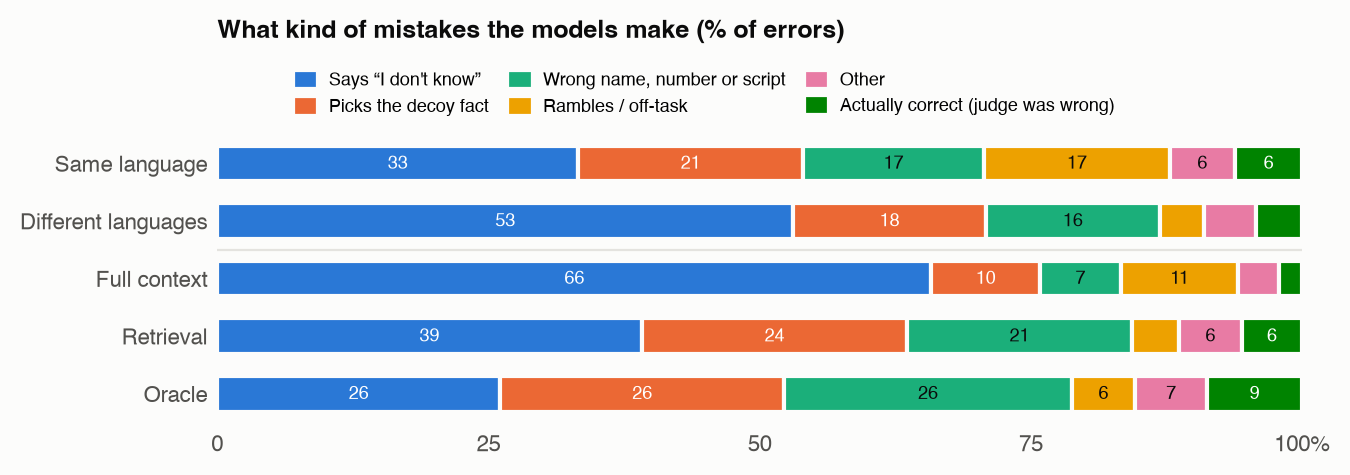 What kind of mistakes the models make (% of errors)
Says “I don't know” Wrong name, number or script Other
Picks the decoy fact Rambles / off-task Actually correct (judge was wrong)
Same language 33 21 17 17 6 6
Different languages 53 18 16
Full context 66 10 7 11
Retrieval 39 24 21 6 6
Oracle 26 26 26 6 7 9
0 25 50 75 100%